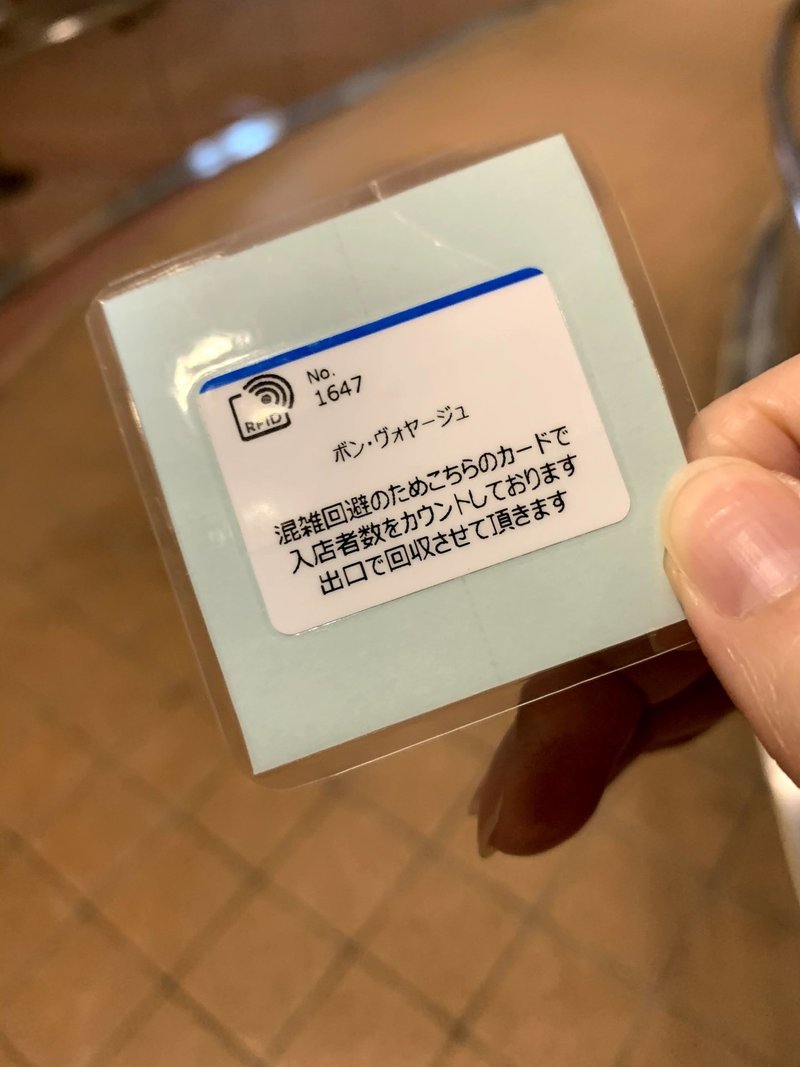 RFID
No.
1647
ボン・ヴォヤージュ
混雑回避のためこちらのカードで
入店者数をカウントしております
出口で回収させて頂きます